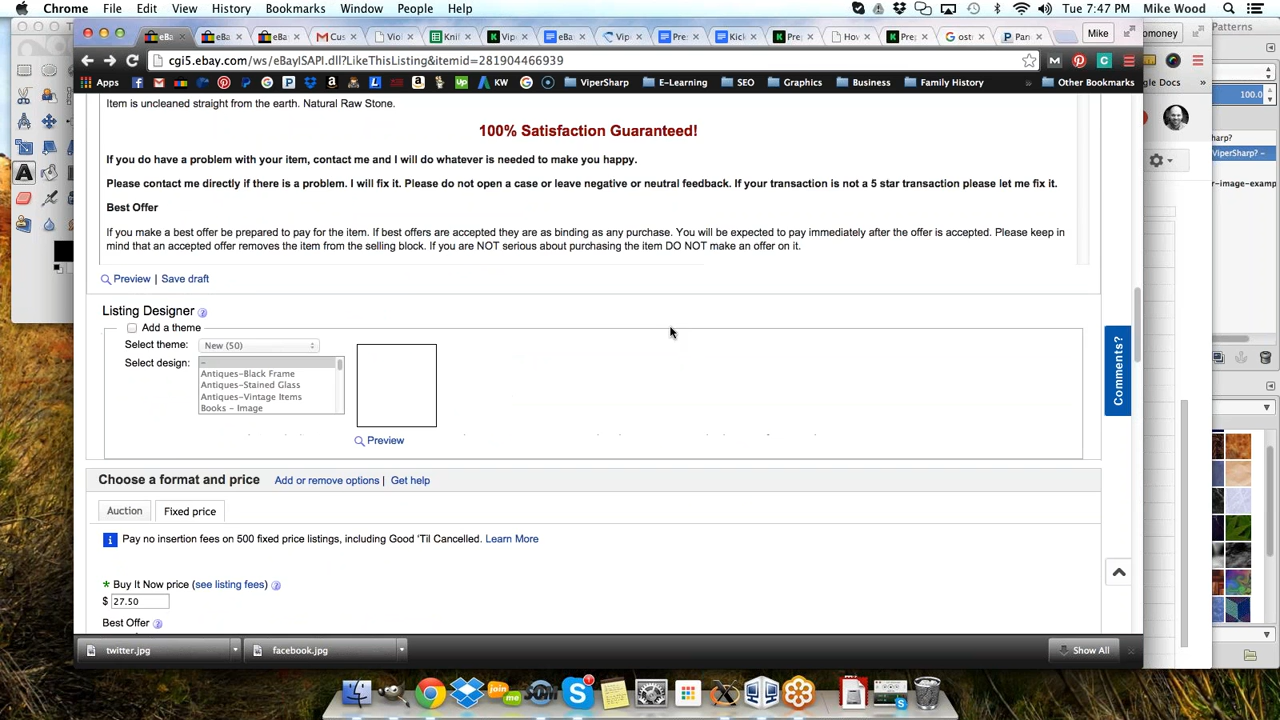 Chrome File Edit View History Bookmarks Window People Help Tue 7:47 PM Mike Wood
Mike
Patterns
cgi5.ebay.com/ws/eBayISAPI.dll?LikeThisListing&itemid=281904466939
Apps KW ViperSharp E-Learning SEO Graphics Business Family History Other Bookmarks
Item is uncleaned straight from the earth. Natural Raw Stone.
100% Satisfaction Guaranteed!
If you do have a problem with your item, contact me and I will do whatever is needed to make you happy.
Please contact me directly if there is a problem. I will fix it. Please do not open a case or leave negative or neutral feedback. If your transaction is not a 5 star transaction please let me fix it.
Best Offer
If you make a best offer be prepared to pay for the item. If best offers are accepted they are as binding as any purchase. You will be expected to pay immediately after the offer is accepted. Please keep in
mind that an accepted offer removes the item from the selling block. If you are NOT serious about purchasing the item DO NOT make an offer on it.
Preview | Save draft
Listing Designer
Add a theme
Select theme: New (50)
Select design: –
Antiques-Black Frame
Antiques-Stained Glass
Antiques-Vintage Items
Books - Image
Preview
Comments?
Choose a format and price Add or remove options | Get help
Auction Fixed price
Pay no insertion fees on 500 fixed price listings, including Good 'Til Cancelled. Learn More
* Buy It Now price (see listing fees)
$ 27.50
Best Offer
twitter.jpg facebook.jpg Show All